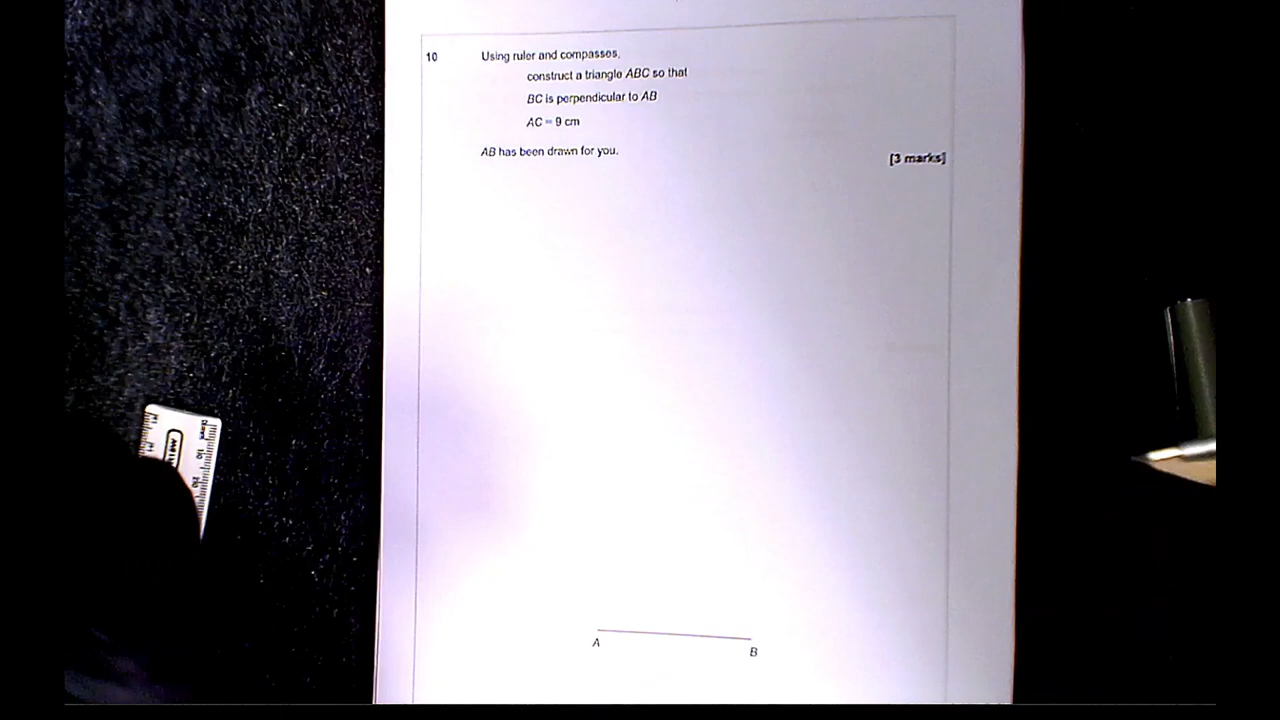 10 Using ruler and compasses,
construct a triangle ABC so that
BC is perpendicular to AB
AC = 9 cm
AB has been drawn for you.
[3 marks]
A
B